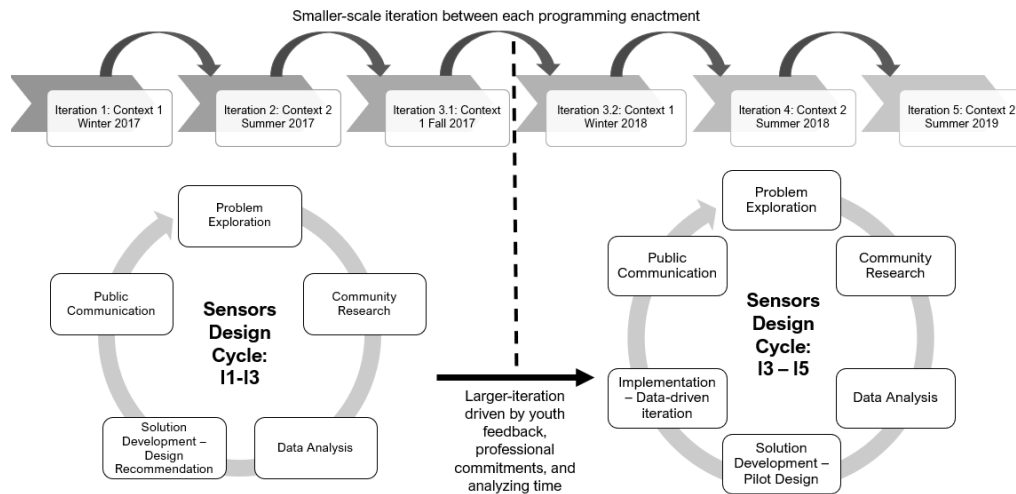 Smaller-scale iteration between each programming enactment
Iteration 1: Context 1
Winter 2017
Iteration 2: Context 2
Summer 2017
Iteration 3.1: Context
1 Fall 2017
Iteration 3.2: Context 1
Winter 2018
Iteration 4: Context 2
Summer 2018
Iteration 5: Context 2
Summer 2019
Problem
Exploration
Community
Research
Data Analysis
Solution
Development –
Design
Recommendation
Public
Communication
Sensors
Design
Cycle:
I1-I3
Larger-iteration
driven by youth
feedback,
professional
commitments, and
analyzing time
Problem
Exploration
Community
Research
Data Analysis
Solution
Development –
Pilot Design
Implementation
– Data-driven
iteration
Public
Communication
Sensors
Design
Cycle:
I3 – I5